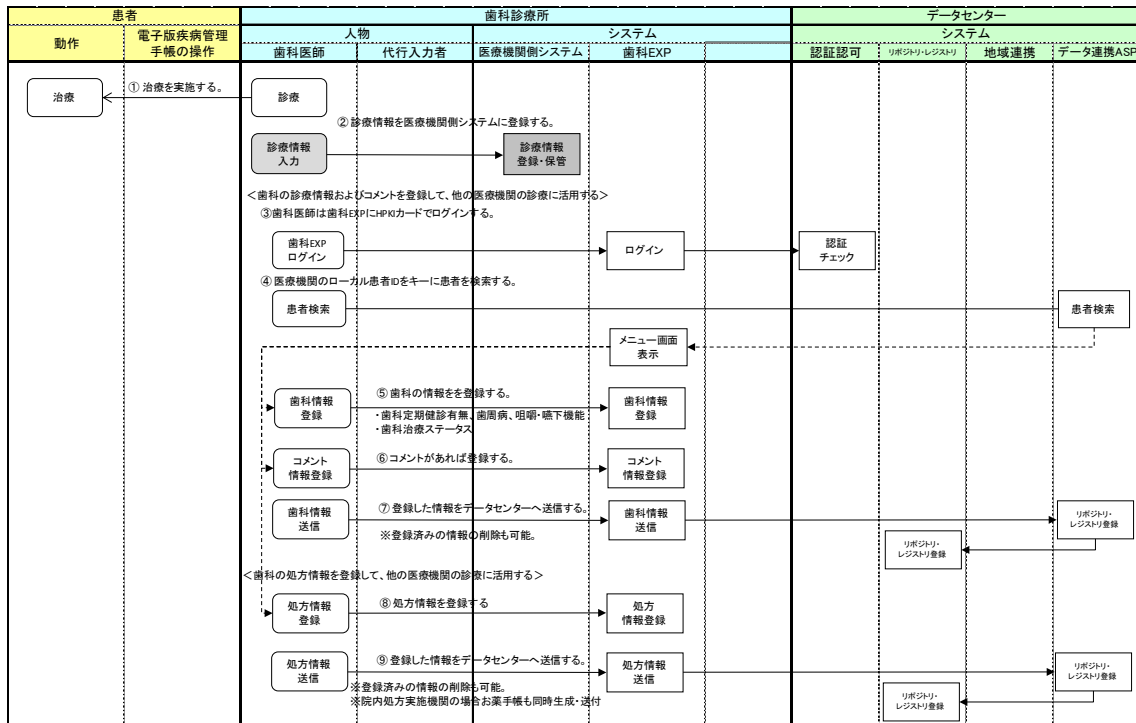 患者
歯科診療所
データセンター
動作
電子版疾病管理
手帳の操作
人物
システム
システム
歯科医師
代行入力者
医療機関側システム
歯科EXP
認証認可
リポジトリ・レジストリ
地域連携
データ連携ASP
治療
① 治療を実施する。
診療
② 診療情報を医療機関側システムに登録する。
診療情報
入力
診療情報
登録・保管
＜歯科の診療情報およびコメントを登録して、他の医療機関の診療に活用する＞
③歯科医師は歯科EXPにHPKIカードでログインする。
歯科EXP
ログイン
ログイン
認証
チェック
④ 医療機関のローカル患者IDをキーに患者を検索する。
患者検索
患者検索
メニュー画面
表示
⑤ 歯科の情報をを登録する。
歯科情報
登録
・歯科定期健診有無、歯周病、咀嚼・嚥下機能
・歯科治療ステータス
歯科情報
登録
⑥ コメントがあれば登録する。
コメント
情報登録
コメント
情報登録
⑦ 登録した情報をデータセンターへ送信する。
歯科情報
送信
※登録済みの情報の削除も可能。
歯科情報
送信
リポジトリ・
レジストリ登録
リポジトリ・
レジストリ登録
＜歯科の処方情報を登録して、他の医療機関の診療に活用する＞
⑧ 処方情報を登録する
処方情報
登録
処方
情報登録
⑨ 登録した情報をデータセンターへ送信する。
処方情報
送信
処方情報
送信
リポジトリ・
レジストリ登録
※登録済みの情報の削除も可能。
※院内処方実施機関の場合お薬手帳も同時生成・送付
リポジトリ・
レジストリ登録